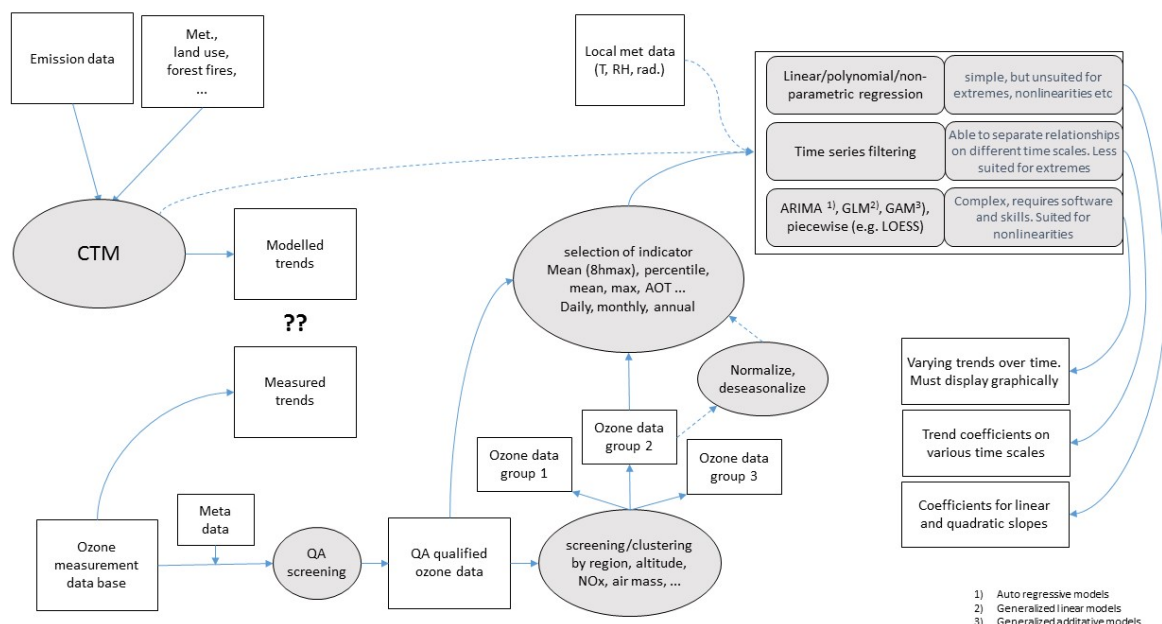 Emission data
Met.,
land use,
forest fires,
...
Local met data
(T, RH, rad.)
Linear/polynomial/non-
parametric regression
simple, but unsuited for
extremes, nonlinearities etc
Time series filtering
Able to separate relationships
on different time scales. Less
suited for extremes
ARIMA 1), GLM2), GAM3),
piecewise (e.g. LOESS)
Complex, requires software
and skills. Suited for
nonlinearities
CTM
Modelled
trends
??
Measured
trends
selection of indicator
Mean (8hmax), percentile,
mean, max, AOT ...
Daily, monthly, annual
Normalize,
deseasonalize
Varying trends over time.
Must display graphically
Trend coefficients on
various time scales
Coefficients for linear
and quadratic slopes
Ozone data
group 1
Ozone data
group 2
Ozone data
group 3
Meta
data
Ozone
measurement
data base
QA
screening
QA qualified
ozone data
screening/clustering
by region, altitude,
NOx, air mass, ...
1) Auto regressive models
2) Generalized linear models
3) Generalized additative models